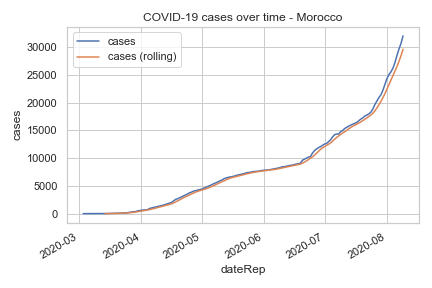 COVID-19 cases over time - Morocco
cases
cases (rolling)
30000
25000
20000
15000
10000
5000
0
cases
2020-03
2020-04
2020-05
2020-06
2020-07
2020-08
dateRep